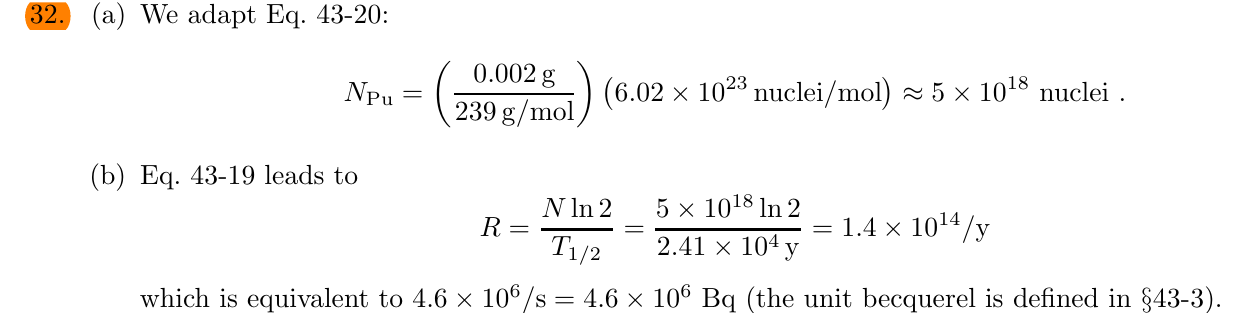 32. (a) We adapt Eq. 43-20:
N_Pu = (0.002 g / 239 g/mol) (6.02 × 10^23 nuclei/mol) ≈ 5 × 10^18 nuclei .
(b) Eq. 43-19 leads to
R = N ln 2 / T_1/2 = 5 × 10^18 ln 2 / 2.41 × 10^4 y = 1.4 × 10^14/y
which is equivalent to 4.6 × 10^6/s = 4.6 × 10^6 Bq (the unit becquerel is defined in §43-3).